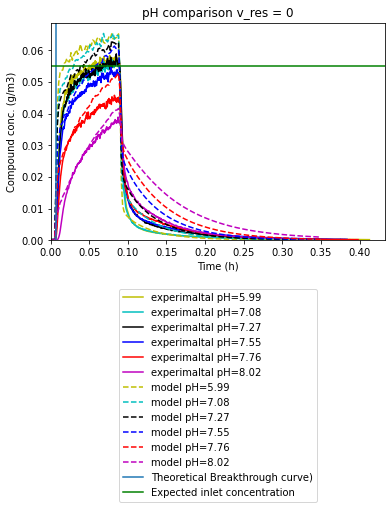 pH comparison v_res = 0
Compound conc. (g/m3)
0.06
0.05
0.04
0.03
0.02
0.01
0.00
0.00 0.05 0.10 0.15 0.20 0.25 0.30 0.35 0.40
Time (h)
experimaltal pH=5.99
experimaltal pH=7.08
experimaltal pH=7.27
experimaltal pH=7.55
experimaltal pH=7.76
experimaltal pH=8.02
model pH=5.99
model pH=7.08
model pH=7.27
model pH=7.55
model pH=7.76
model pH=8.02
Theoretical Breakthrough curve)
Expected inlet concentration